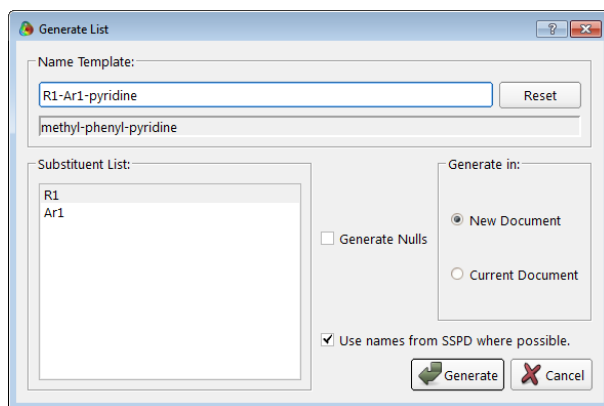 Generate List
Name Template:
R1-Ar1-pyridine
Reset
methyl-phenyl-pyridine
Substituent List:
R1
Ar1
Generate Nulls
Generate in:
New Document
Current Document
Use names from SSPD where possible.
Generate
Cancel